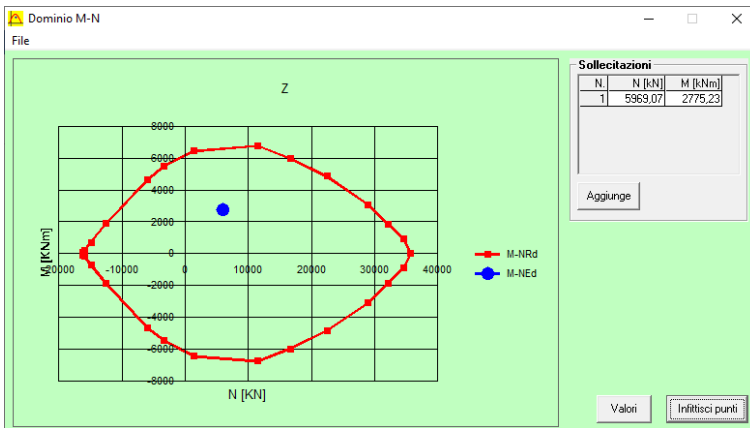 Dominio M-N
File
Z
8000
6000
4000
2000
0
-2000
-4000
-6000
-8000
M [KNm]
-20000 -10000 0 10000 20000 30000 40000
N [KN]
M-NRd
M-NEd
Sollecitazioni
N. N [kN] M [kNm]
1 5969,07 2775,23
Aggiunge
Valori
Infittisci punti